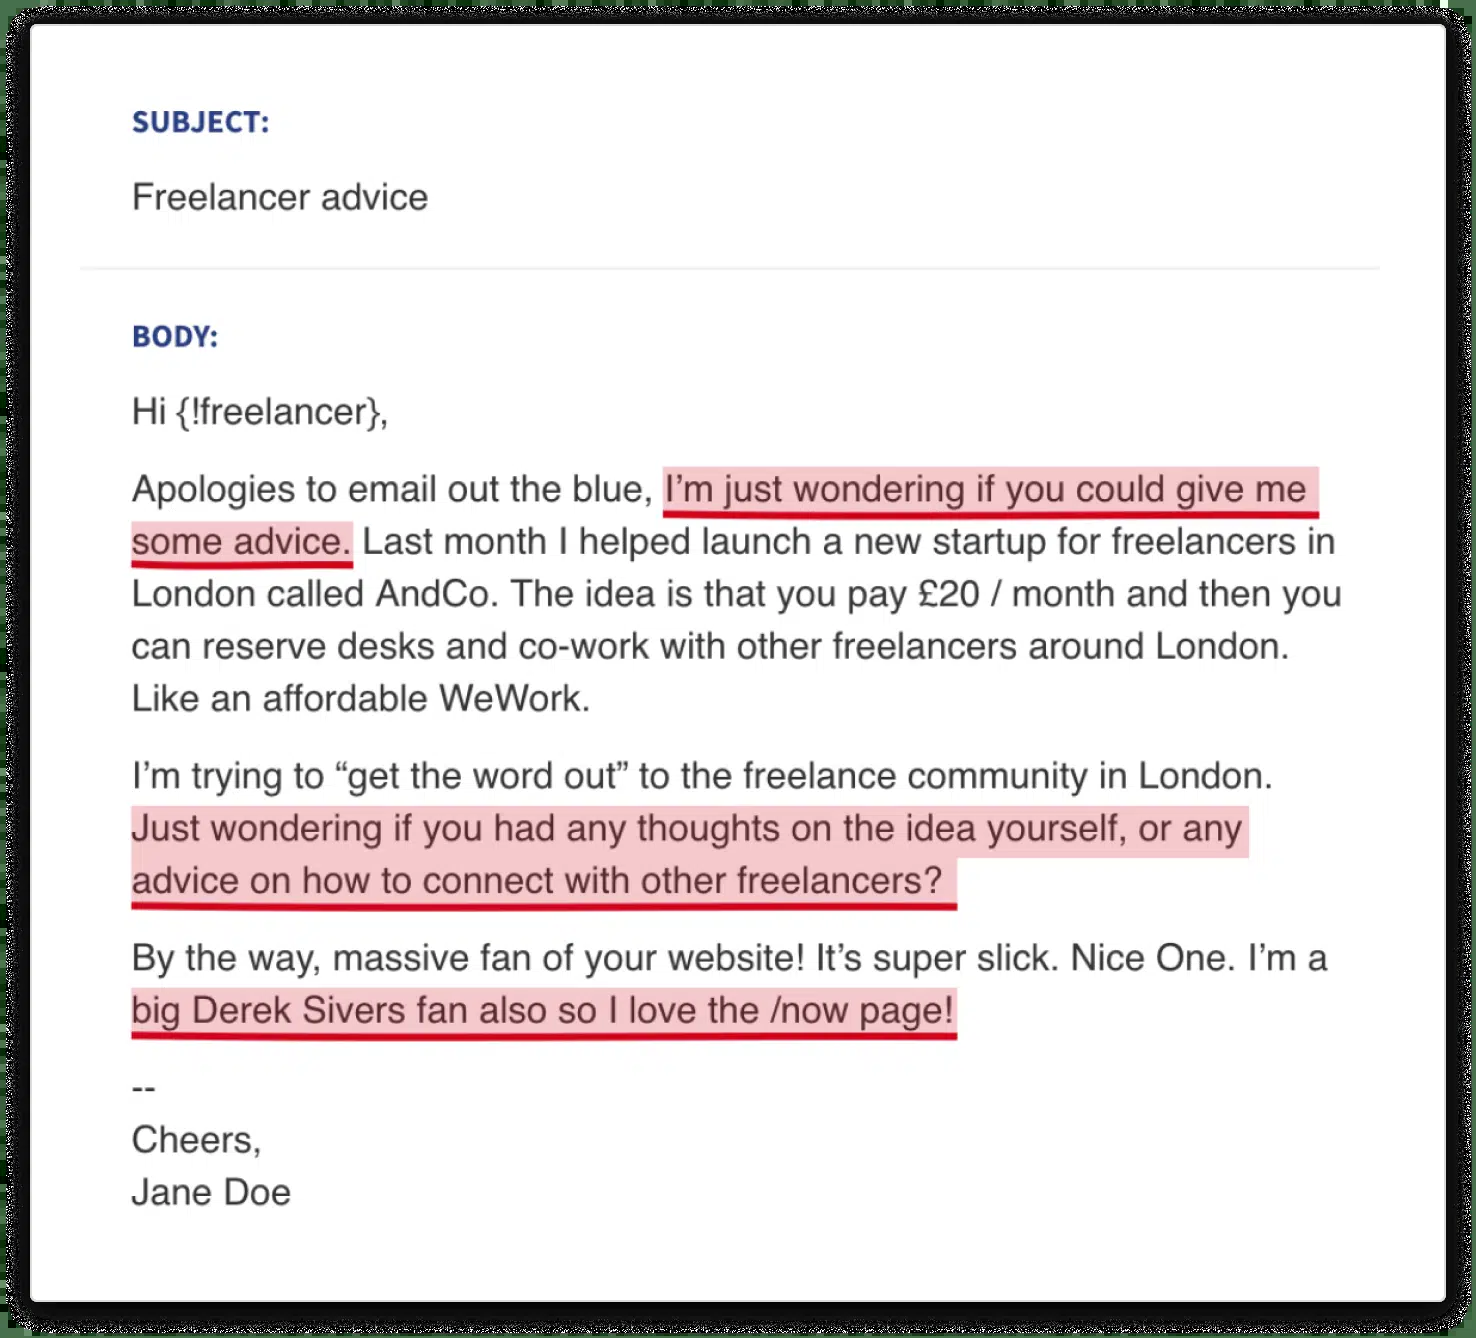 SUBJECT:
Freelancer advice
BODY:
Hi {!freelancer},
Apologies to email out the blue, I’m just wondering if you could give me
some advice. Last month I helped launch a new startup for freelancers in
London called AndCo. The idea is that you pay £20 / month and then you
can reserve desks and co-work with other freelancers around London.
Like an affordable WeWork.
I’m trying to “get the word out” to the freelance community in London.
Just wondering if you had any thoughts on the idea yourself, or any
advice on how to connect with other freelancers?
By the way, massive fan of your website! It’s super slick. Nice One. I’m a
big Derek Sivers fan also so I love the /now page!
--
Cheers,
Jane Doe